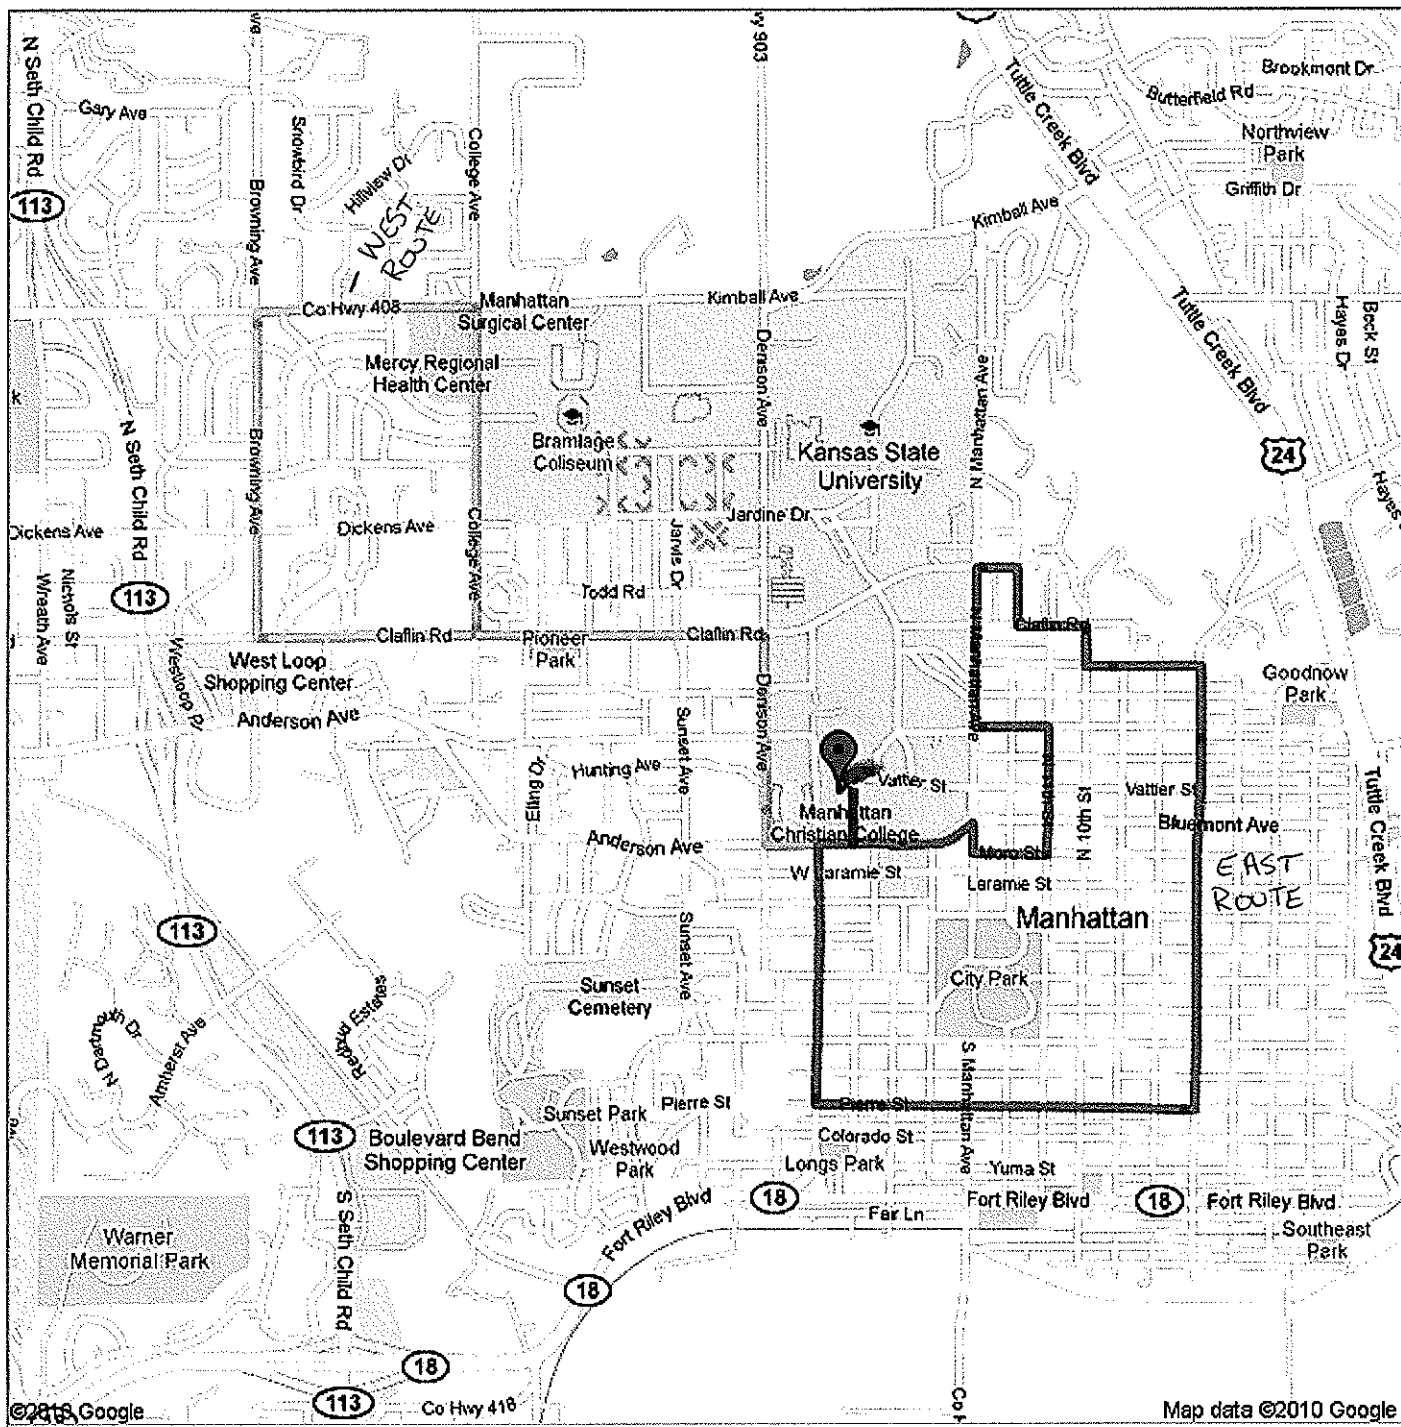 N Seth Child Rd
Gary Ave
Snowbird Dr
Hillview Dr
College Ave
903
Tuttle Creek Blvd
Butterfield Rd
Brookmont Dr
Northview
Park
Griffith Dr
113
Browning Ave
WEST
ROUTE
Kimball Ave
Co Hwy 408
Manhattan
Surgical Center
Kimball Ave
Tuttle Creek Blvd
Hayes Dr
Beck St
Mercy Regional
Health Center
Denison Ave
N Manhattan Ave
k
N Seth Child Rd
Browning Ave
Bramlage
Coliseum
Kansas State
University
24
Hayes
Dickens Ave
Dickens Ave
College Ave
Jardine Dr
Jarvis Dr
Nichols St
Wreath Ave
113
Todd Rd
Claflin Rd
Pioneer
Park
Claflin Rd
Claflin Rd
Westloop Pl
West Loop
Shopping Center
Anderson Ave
Sunset Ave
Denison Ave
Goodnow
Park
Hunting Ave
Elling Dr
Vattier St
N 10th St
Vattier St
Tuttle Creek Blvd
Manhattan
Christian College
Bluemont Ave
Anderson Ave
Moro St
W Laramie St
Laramie St
EAST
ROUTE
Manhattan
113
Sunset Ave
24
City Park
Sunset
Cemetery
Redbud Estates
N Dartmouth Dr
Amherst Ave
S Manhattan Ave
Sunset Park
Pierre St
Pierre St
113
Boulevard Bend
Shopping Center
Westwood
Park
Colorado St
Longs Park
Yuma St
18
Fort Riley Blvd
18
Fort Riley Blvd
Fair Ln
Fort Riley Blvd
Southeast
Park
Warner
Memorial Park
S Seth Child Rd
18
18
113
Co Hwy 418
©2010 Google
Map data ©2010 Google